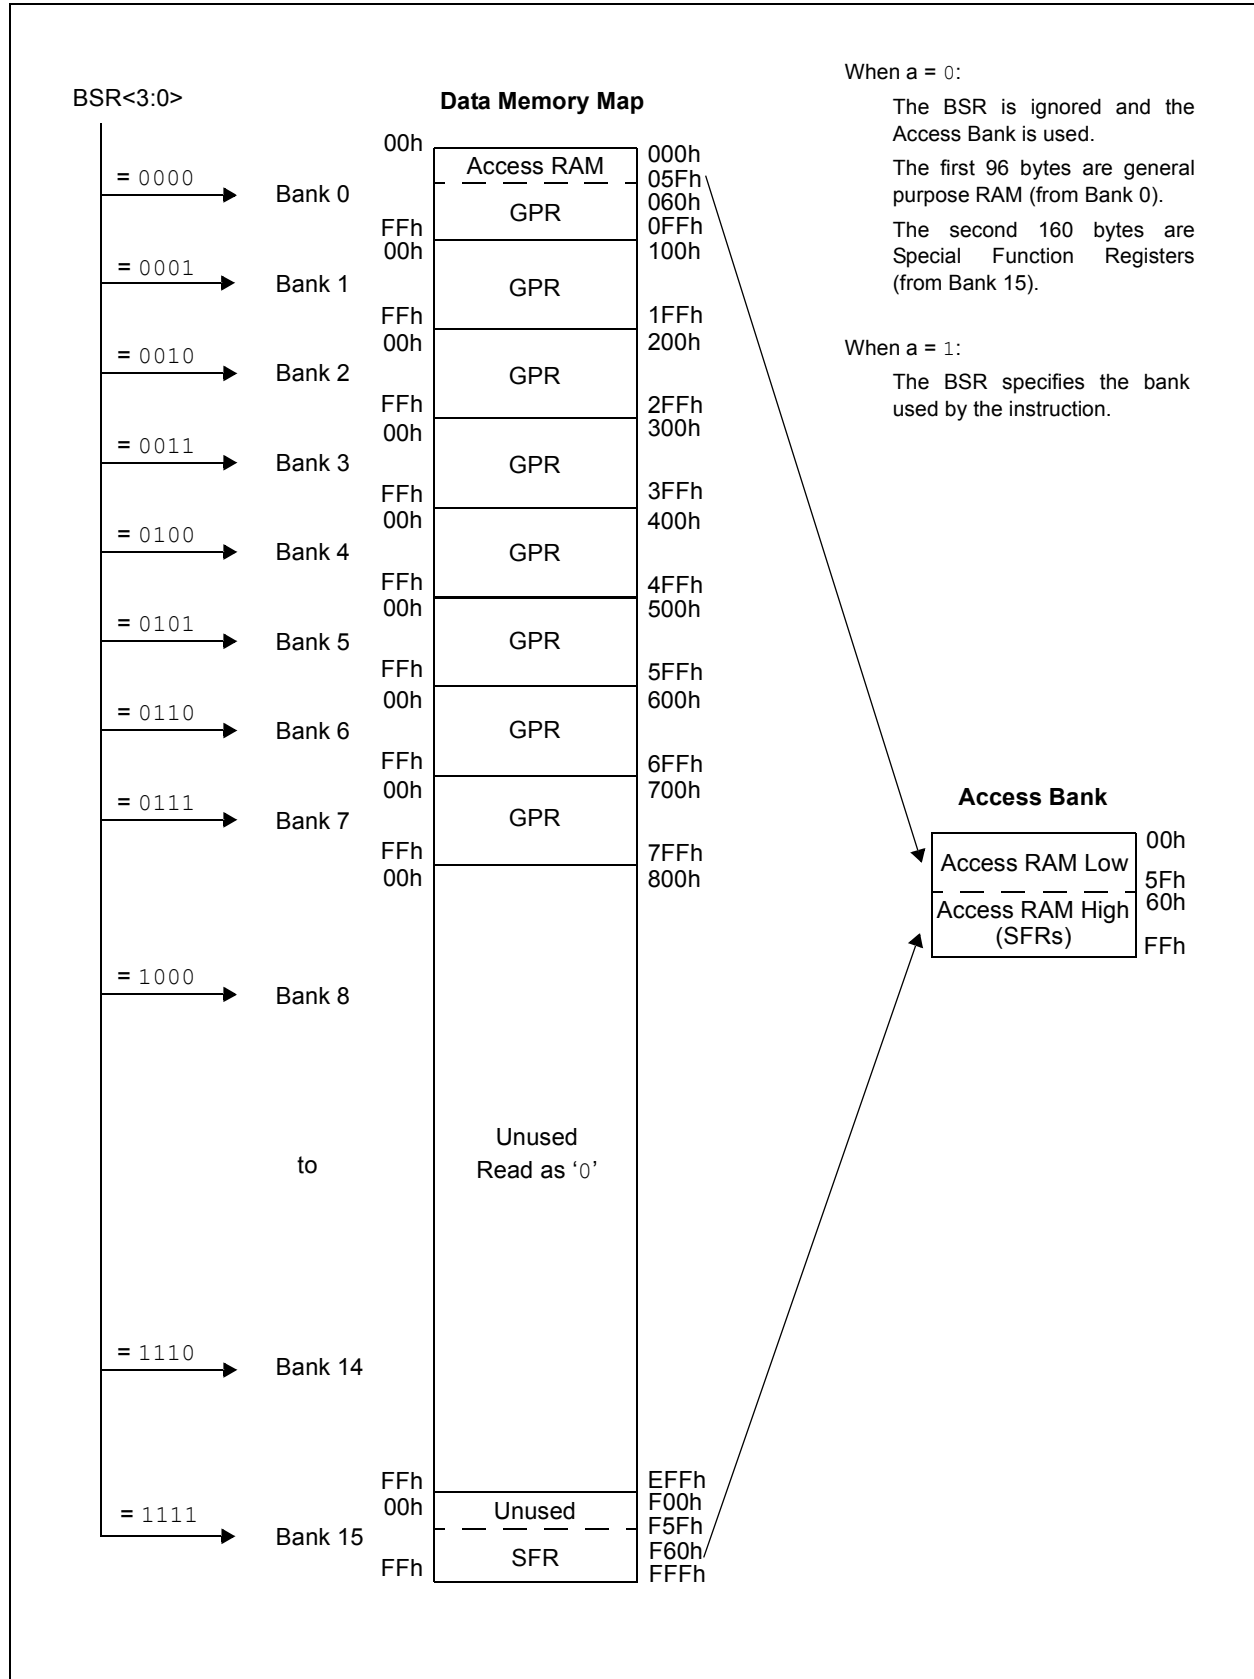 BSR<3:0>
Data Memory Map
When a = 0:
The BSR is ignored and the
Access Bank is used.
The first 96 bytes are general
purpose RAM (from Bank 0).
The second 160 bytes are
Special Function Registers
(from Bank 15).
When a = 1:
The BSR specifies the bank
used by the instruction.
= 0000
Bank 0
00h
Access RAM
000h
05Fh
GPR
060h
FFh
0FFh
= 0001
Bank 1
00h
GPR
100h
FFh
1FFh
= 0010
Bank 2
00h
GPR
200h
FFh
2FFh
= 0011
Bank 3
00h
GPR
300h
FFh
3FFh
= 0100
Bank 4
00h
GPR
400h
FFh
4FFh
= 0101
Bank 5
00h
GPR
500h
FFh
5FFh
= 0110
Bank 6
00h
GPR
600h
FFh
6FFh
= 0111
Bank 7
00h
GPR
700h
FFh
7FFh
00h
800h
= 1000
Bank 8
to
Unused
Read as ‘0’
= 1110
Bank 14
FFh
EFFh
= 1111
Bank 15
00h
Unused
F00h
F5Fh
SFR
F60h
FFh
FFFh
Access Bank
Access RAM Low
00h
5Fh
Access RAM High
(SFRs)
60h
FFh